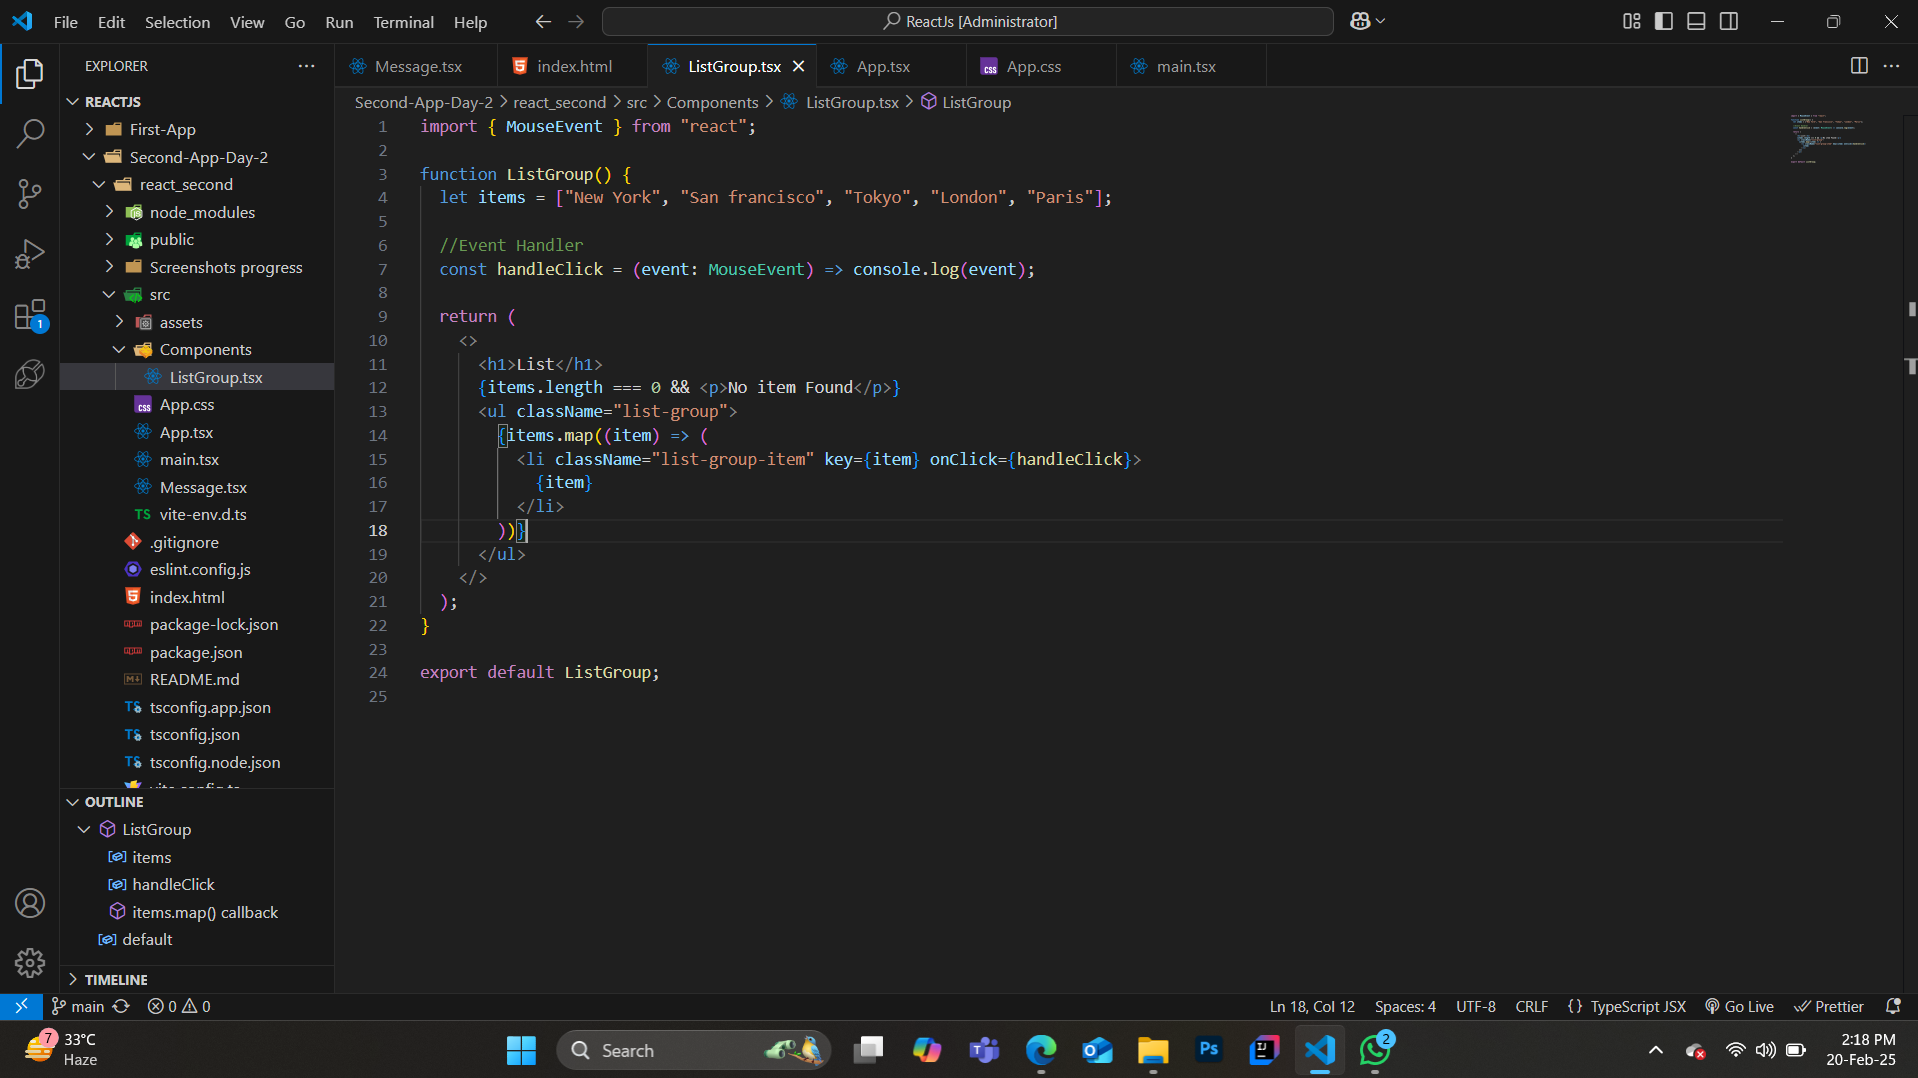 File Edit Selection View Go Run Terminal Help
ReactJs [Administrator]
EXPLORER
REACTJS
First-App
Second-App-Day-2
react_second
node_modules
public
Screenshots progress
src
assets
Components
ListGroup.tsx
App.css
App.tsx
main.tsx
Message.tsx
TS vite-env.d.ts
.gitignore
eslint.config.js
index.html
package-lock.json
package.json
README.md
tsconfig.app.json
tsconfig.json
tsconfig.node.json
OUTLINE
ListGroup
items
handleClick
items.map() callback
default
TIMELINE
1
Message.tsx index.html ListGroup.tsx App.tsx App.css main.tsx
Second-App-Day-2 > react_second > src > Components > ListGroup.tsx > ListGroup
1 import { MouseEvent } from "react";
2
3 function ListGroup() {
4 let items = ["New York", "San francisco", "Tokyo", "London", "Paris"];
5
6 //Event Handler
7 const handleClick = (event: MouseEvent) => console.log(event);
8
9 return (
10 <>
11 <h1>List</h1>
12 {items.length === 0 && <p>No item Found</p>}
13 <ul className="list-group">
14 {items.map((item) => (
15 <li className="list-group-item" key={item} onClick={handleClick}>
16 {item}
17 </li>
18 ))}
19 </ul>
20 </>
21 );
22 }
23
24 export default ListGroup;
25
main 0 0 Ln 18, Col 12 Spaces: 4 UTF-8 CRLF {} TypeScript JSX Go Live Prettier
7 33°C
Haze
Search
Ps
2
2:18 PM
20-Feb-25